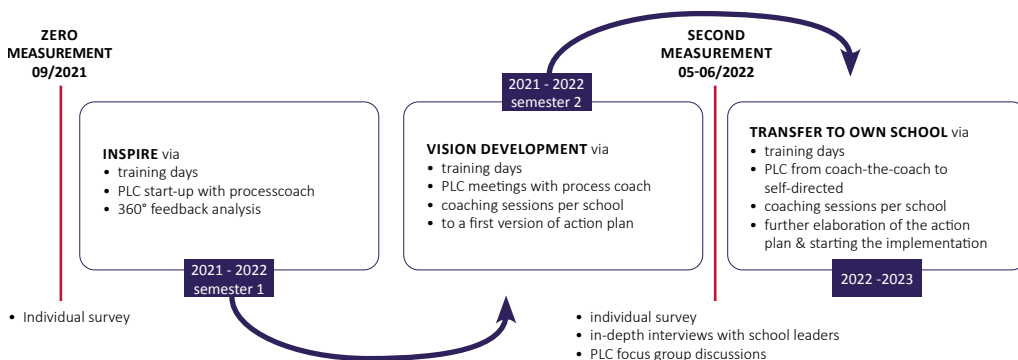 ZERO
MEASUREMENT
09/2021
INSPIRE via
• training days
• PLC start-up with processcoach
• 360° feedback analysis
2021 - 2022
semester 1
• Individual survey
2021 - 2022
semester 2
VISION DEVELOPMENT via
• training days
• PLC meetings with process coach
• coaching sessions per school
• to a first version of action plan
SECOND
MEASUREMENT
05-06/2022
• individual survey
• in-depth interviews with school leaders
• PLC focus group discussions
TRANSFER TO OWN SCHOOL via
• training days
• PLC from coach-the-coach to
self-directed
• coaching sessions per school
• further elaboration of the action
plan & starting the implementation
2022 -2023